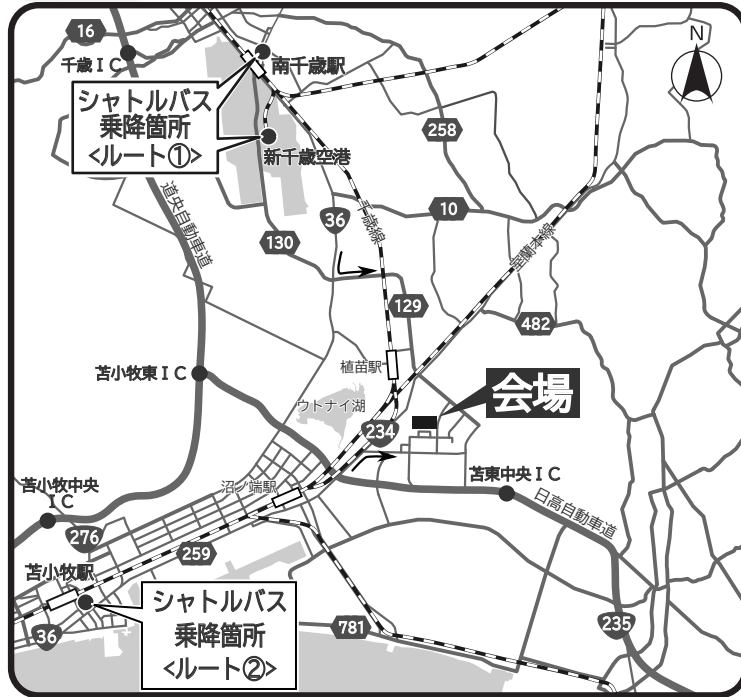 16
千歳ＩＣ
南千歳駅
N
シャトルバス
乗降箇所
<ルート①>
新千歳空港
258
道央自動車道
36
千歳線
10
130
室蘭本線
129
482
植苗駅
苫小牧東ＩＣ
会場
ウトナイ湖
234
苫東中央ＩＣ
沼ノ端駅
苫小牧中央
ＩＣ
日高自動車道
276
259
苫小牧駅
シャトルバス
乗降箇所
<ルート②>
36
781
235